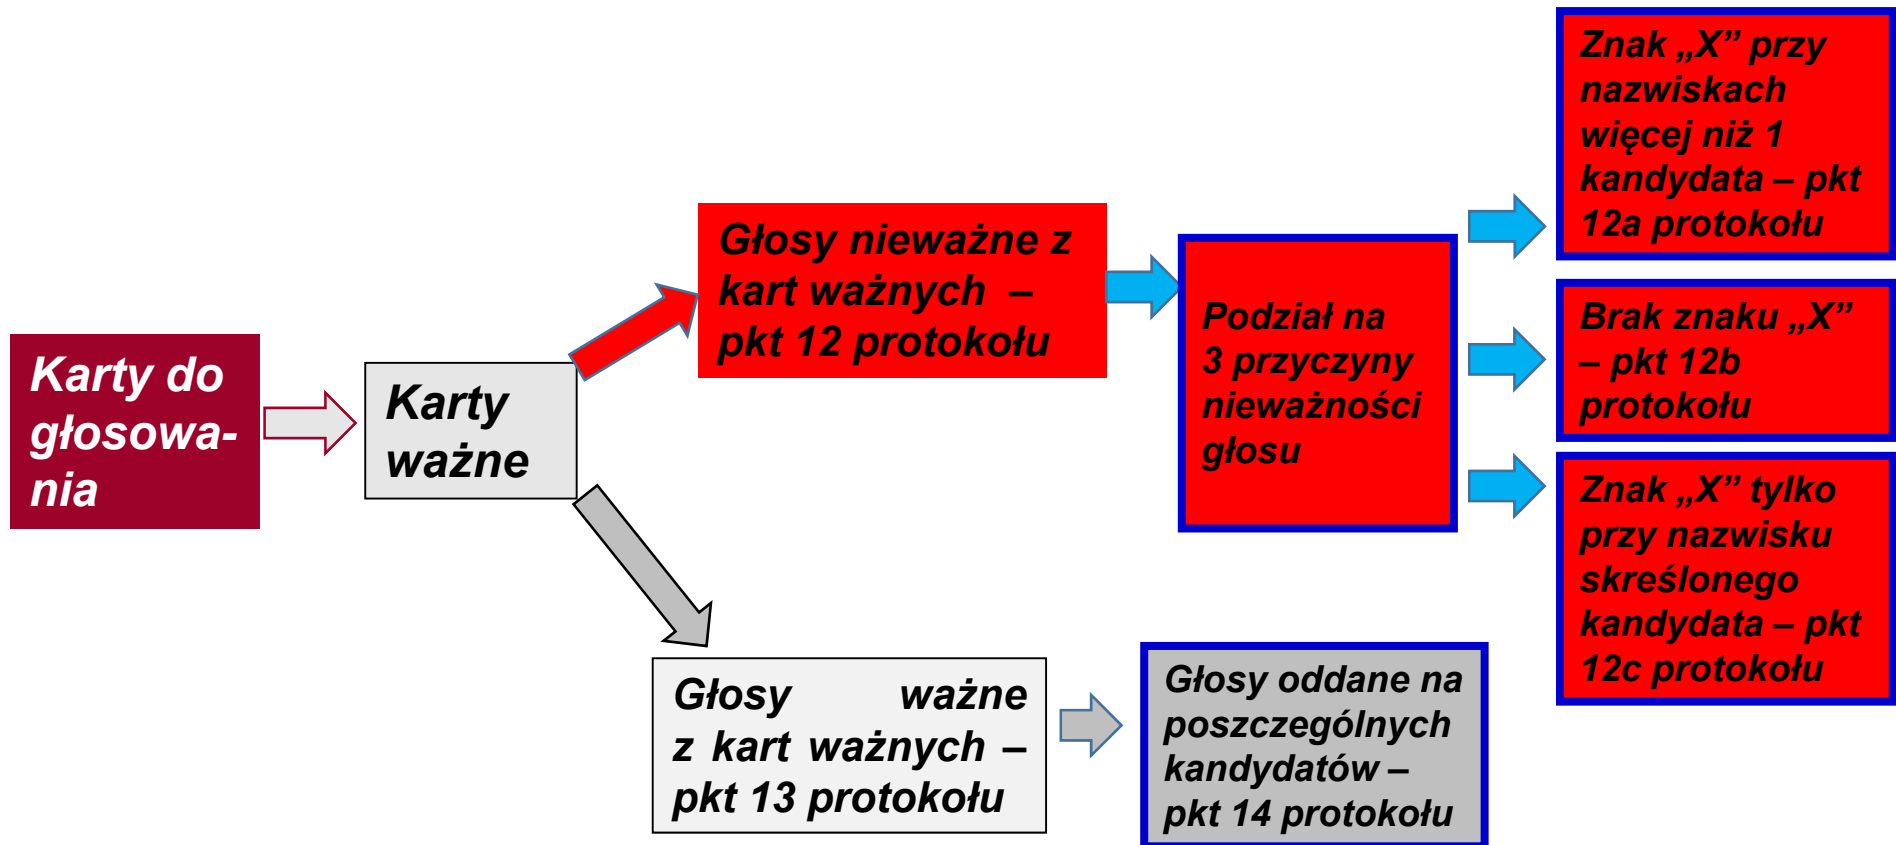 Karty do
głosowa-
nia
Karty
ważne
Głosy nieważne z
kart ważnych –
pkt 12 protokołu
Podział na
3 przyczyny
nieważności
głosu
Znak „X” przy
nazwiskach
więcej niż 1
kandydata – pkt
12a protokołu
Brak znaku „X”
– pkt 12b
protokołu
Znak „X” tylko
przy nazwisku
skreślonego
kandydata – pkt
12c protokołu
Głosy ważne
z kart ważnych –
pkt 13 protokołu
Głosy oddane na
poszczególnych
kandydatów –
pkt 14 protokołu